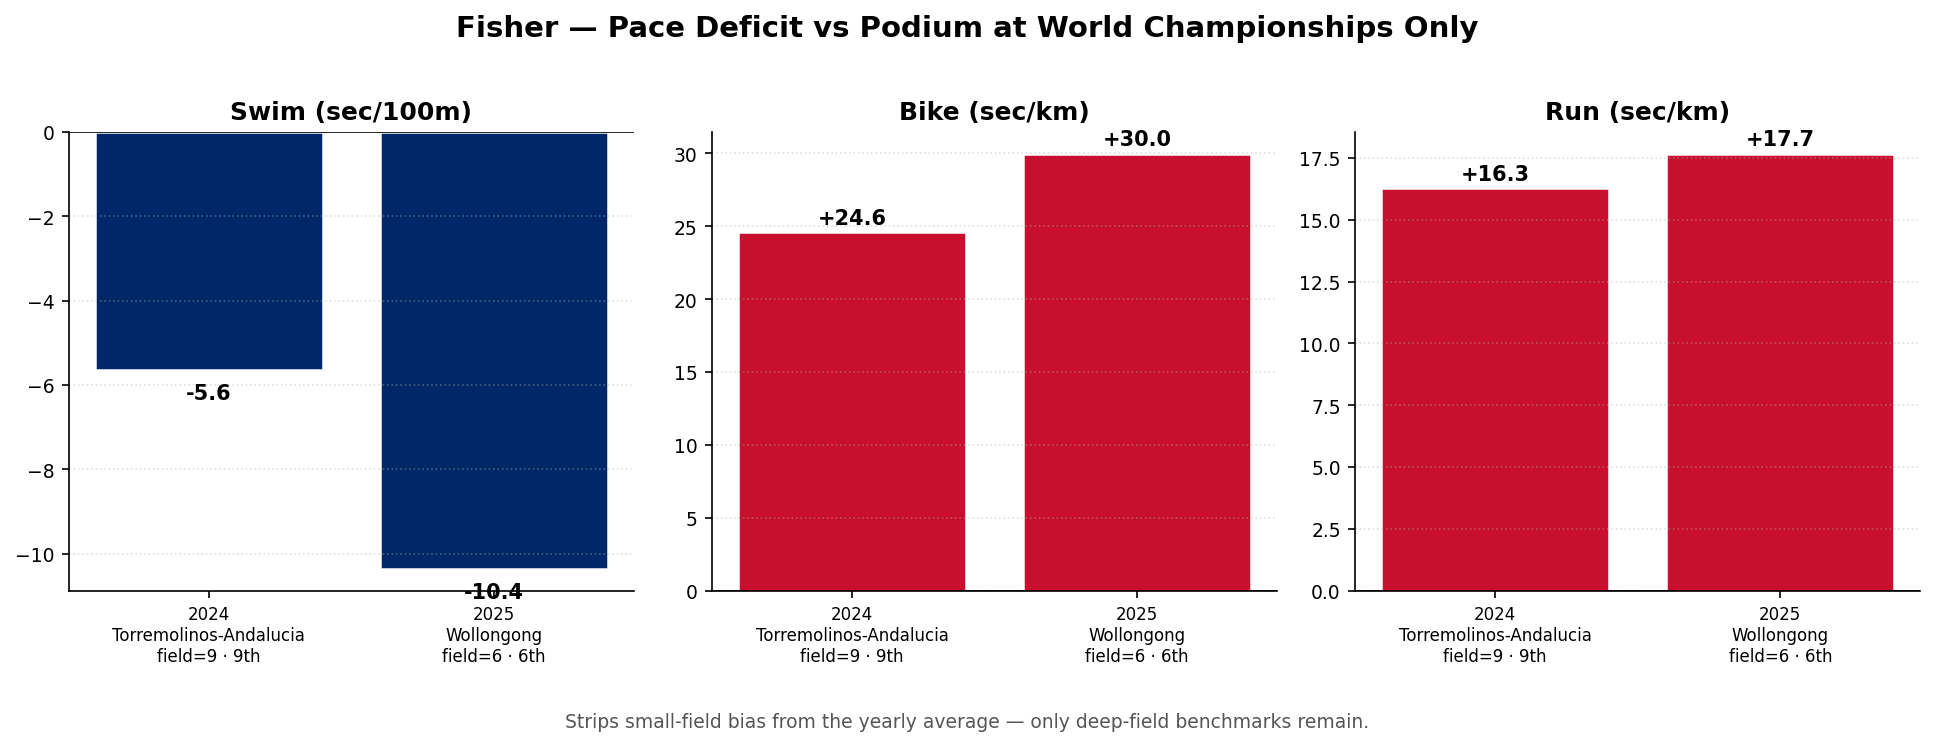 Fisher — Pace Deficit vs Podium at World Championships Only
Swim (sec/100m)
0
−2
−4
−6
−8
−10
-5.6
-10.4
2024
Torremolinos-Andalucia
field=9 · 9th
2025
Wollongong
field=6 · 6th
Bike (sec/km)
30
25
20
15
10
5
0
+24.6
+30.0
2024
Torremolinos-Andalucia
field=9 · 9th
2025
Wollongong
field=6 · 6th
Run (sec/km)
17.5
15.0
12.5
10.0
7.5
5.0
2.5
0.0
+16.3
+17.7
2024
Torremolinos-Andalucia
field=9 · 9th
2025
Wollongong
field=6 · 6th
Strips small-field bias from the yearly average — only deep-field benchmarks remain.